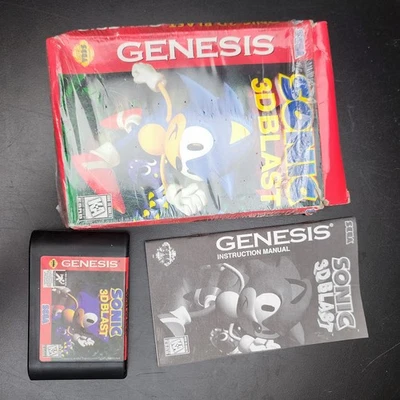 SEGA
GENESIS
SONIC
3D BLAST
GENESIS
SONIC
3D BLAST
SEGA
GENESIS®
INSTRUCTION MANUAL
SEGA
SONIC
3D BLAST